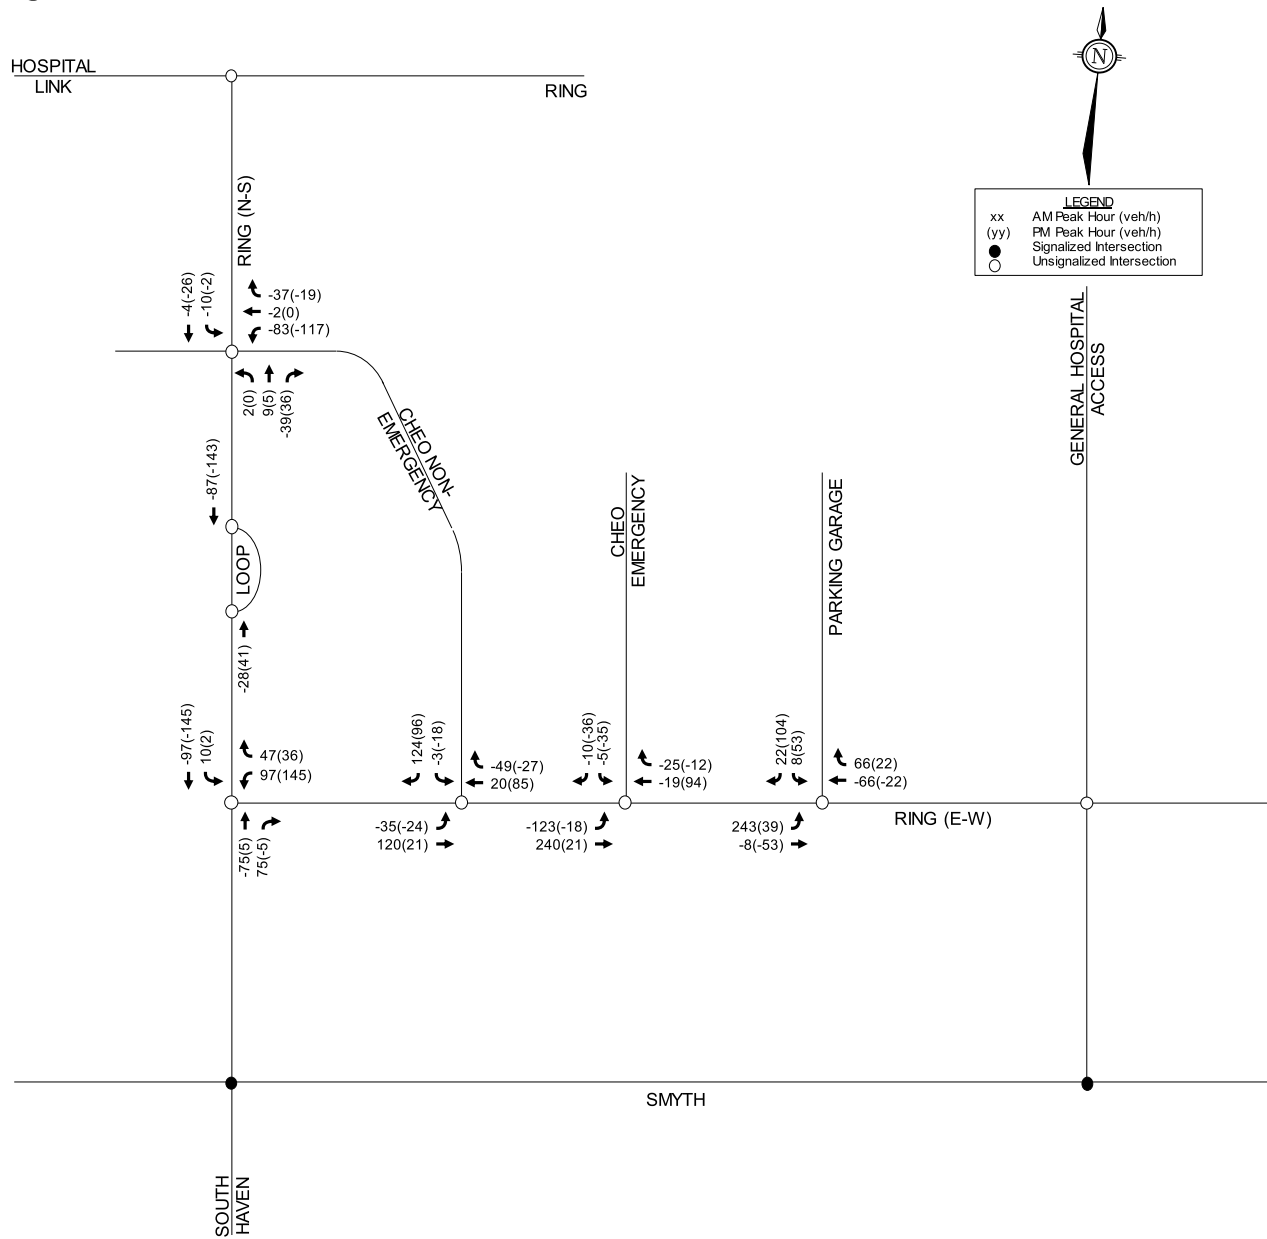 HOSPITAL
LINK
RING
N
LEGEND
xx AM Peak Hour (veh/h)
(yy) PM Peak Hour (veh/h)
Signalized Intersection
Unsignalized Intersection
RING (N-S)
-4(-26)
-10(-2)
-37(-19)
-2(0)
-83(-117)
2(0)
9(5)
-39(36)
CHEO NON-
EMERGENCY
GENERAL HOSPITAL
ACCESS
-87(-143)
LOOP
-28(41)
CHEO
EMERGENCY
PARKING GARAGE
-97(-145)
10(2)
47(36)
97(145)
-75(5)
75(-5)
124(96)
-3(-18)
-49(-27)
20(85)
-35(-24)
120(21)
-10(-36)
-5(-35)
-25(-12)
-19(94)
-123(-18)
240(21)
22(104)
8(53)
66(22)
-66(-22)
243(39)
-8(-53)
RING (E-W)
SMYTH
SOUTH
HAVEN